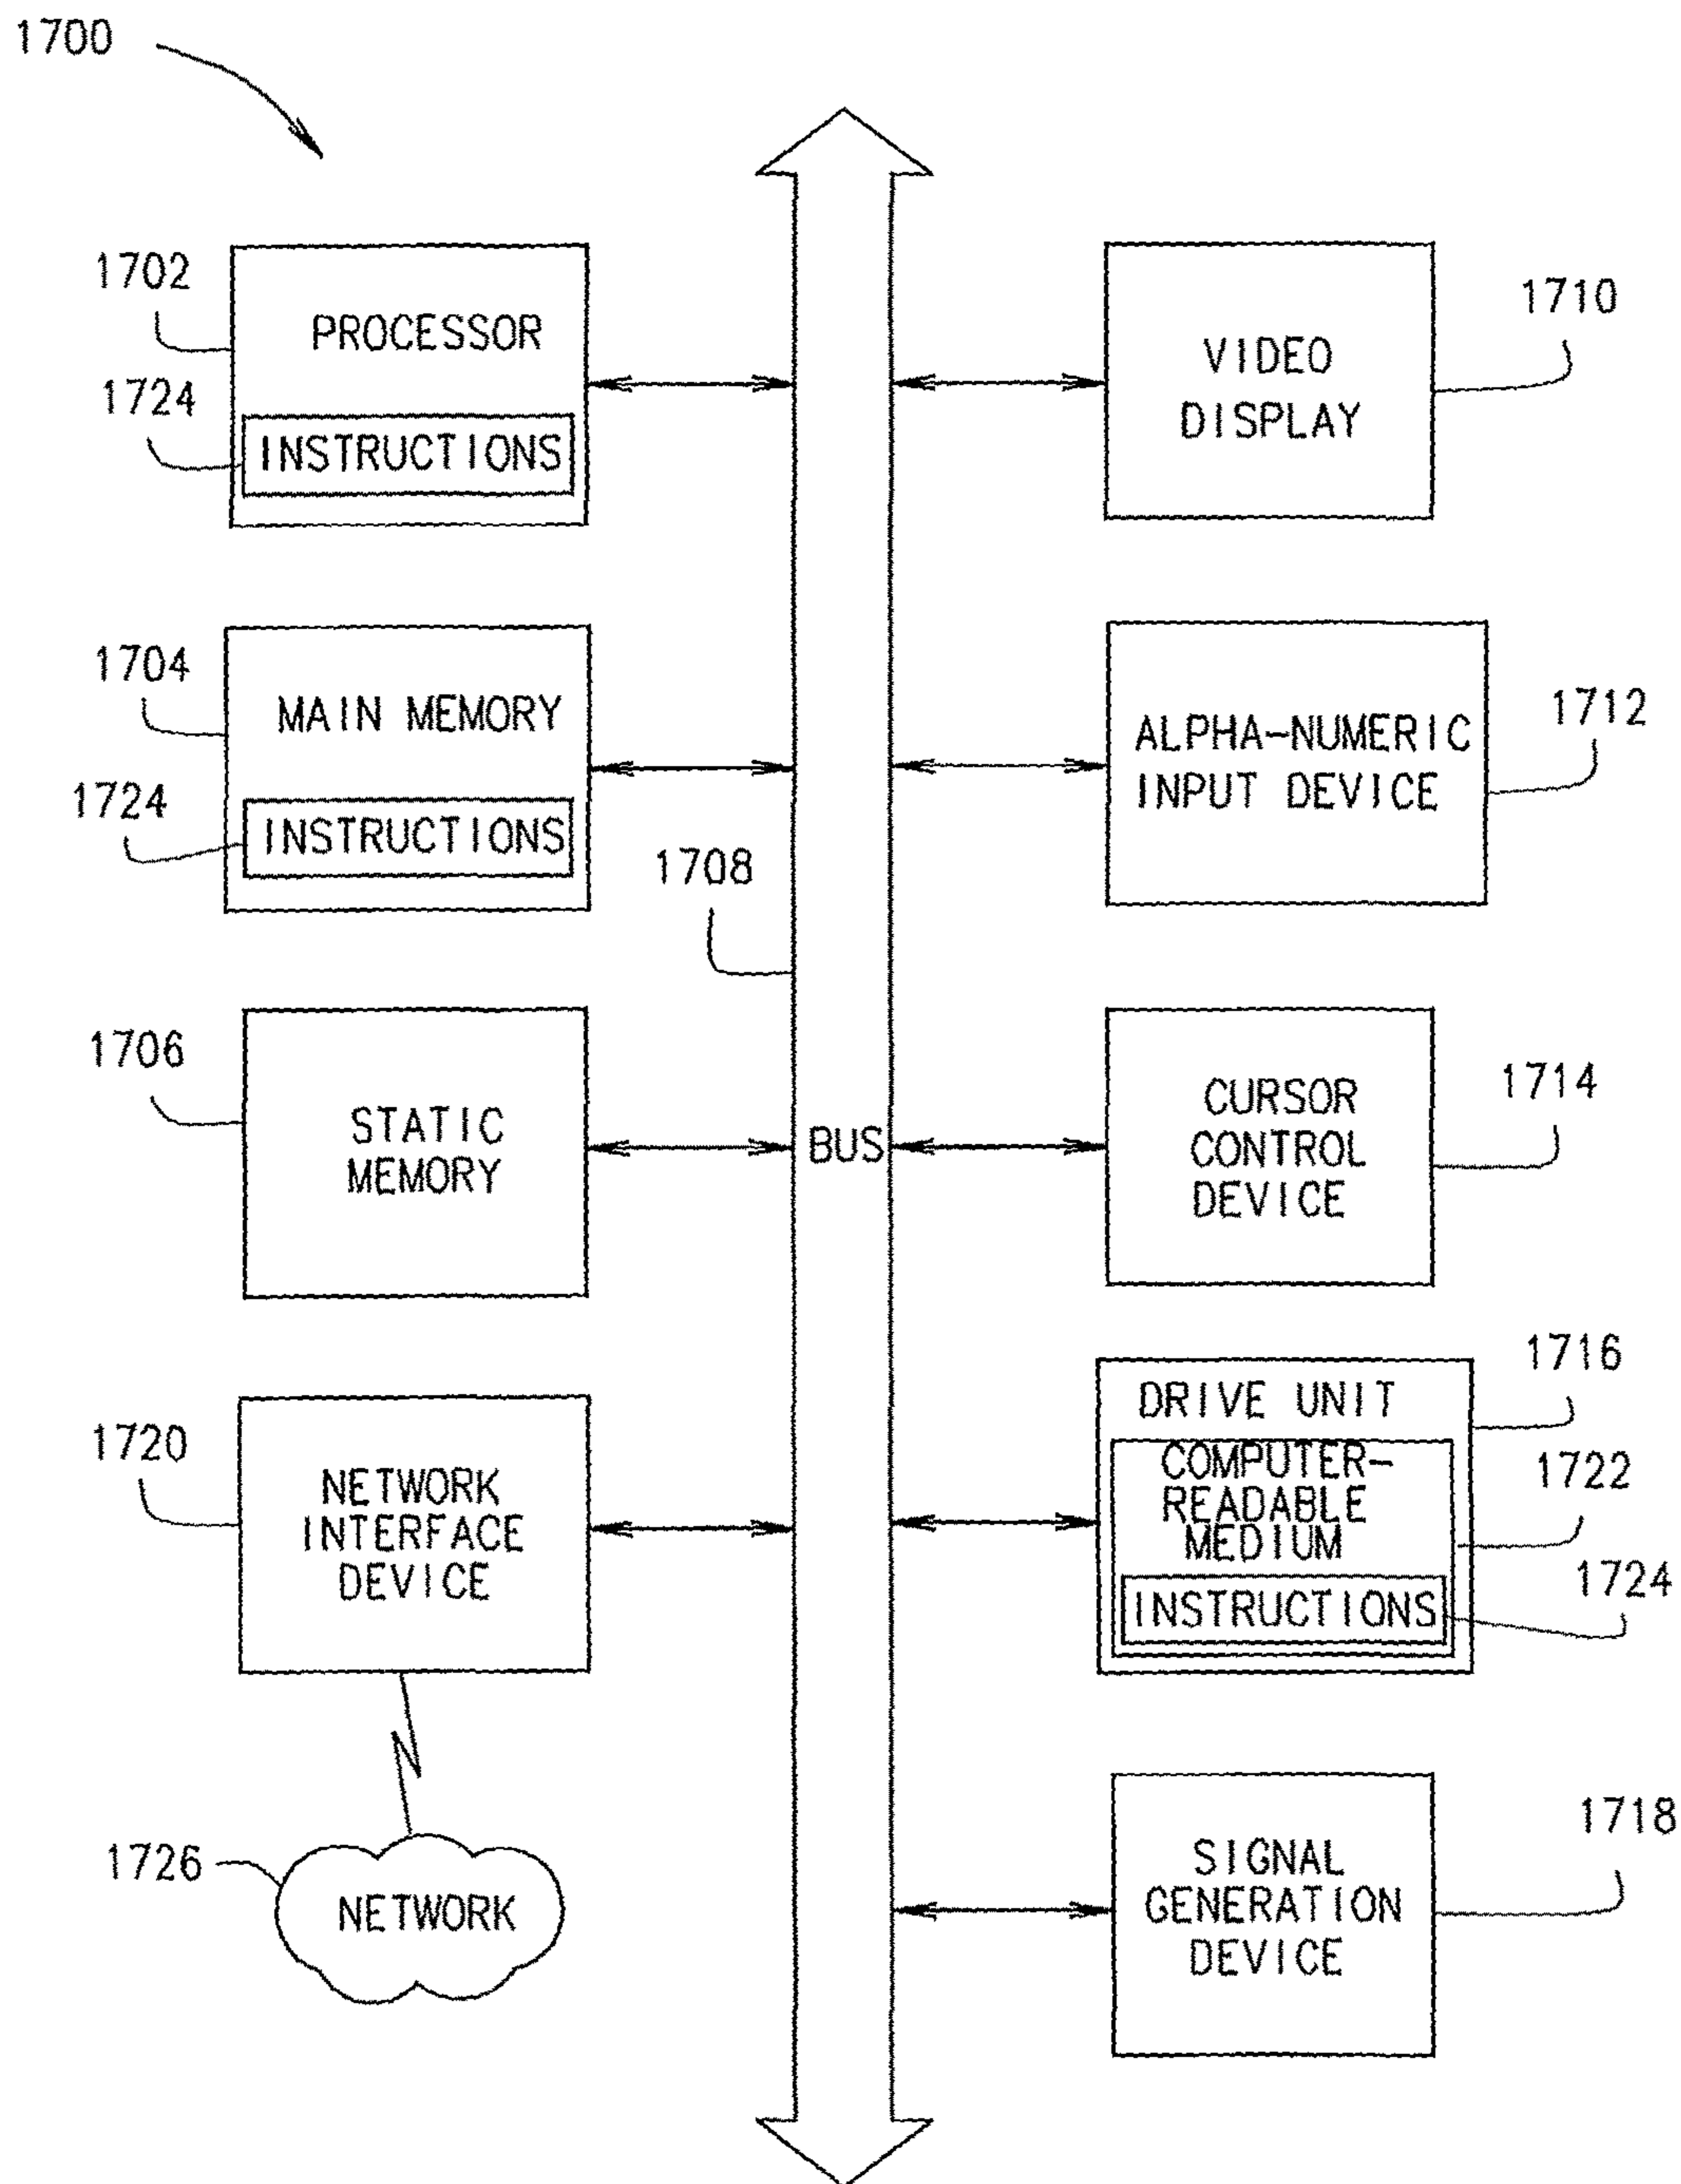 1700
1702
PROCESSOR
1724
INSTRUCTIONS
1704
MAIN MEMORY
1724
INSTRUCTIONS
1708
1706
STATIC
MEMORY
1720
NETWORK
INTERFACE
DEVICE
1726
NETWORK
BUS
1710
VIDEO
DISPLAY
1712
ALPHA-NUMERIC
INPUT DEVICE
1714
CURSOR
CONTROL
DEVICE
1716
DRIVE UNIT
1722
COMPUTER-
READABLE
MEDIUM
1724
INSTRUCTIONS
1718
SIGNAL
GENERATION
DEVICE